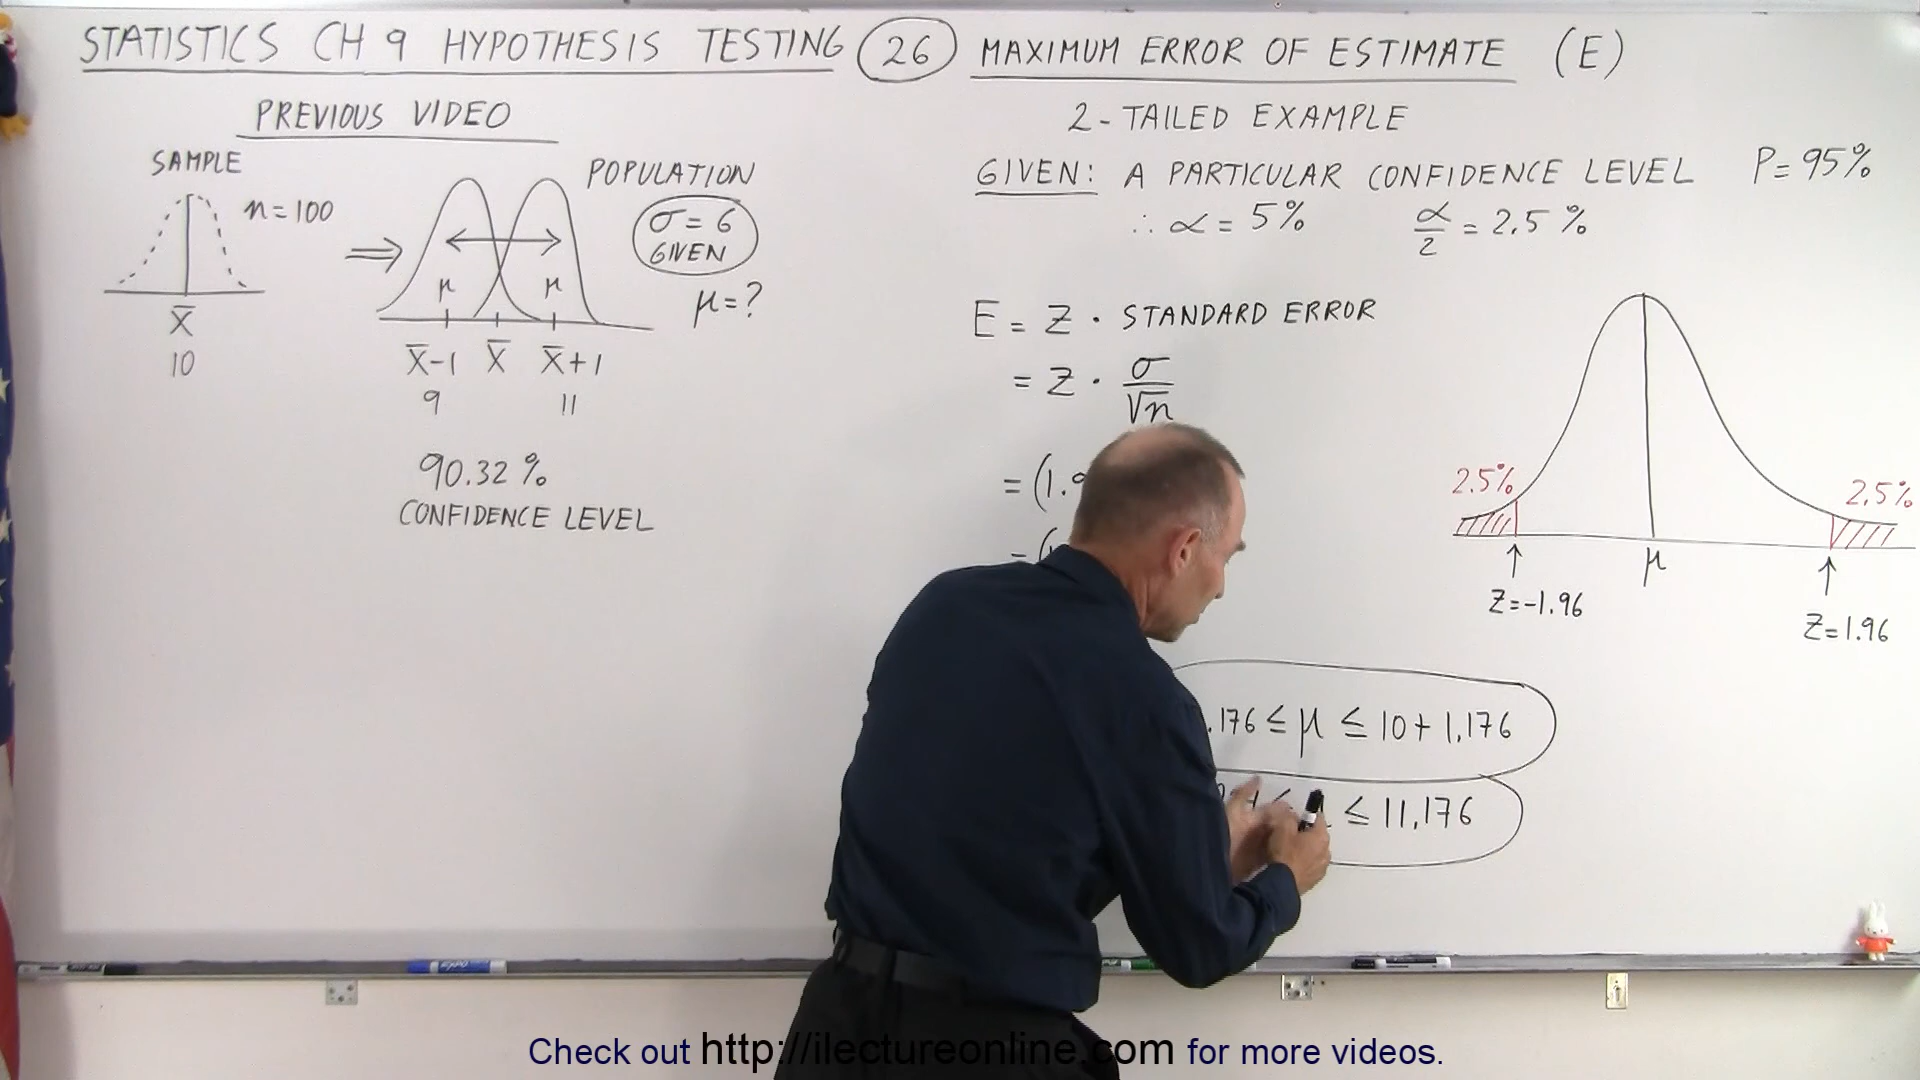 STATISTICS CH 9 HYPOTHESIS TESTING 26 MAXIMUM ERROR OF ESTIMATE (E)
PREVIOUS VIDEO
SAMPLE
n=100
X̄
10
⇒
POPULATION
σ=6
GIVEN
μ=?
μ μ
X̄-1 X̄ X̄+1
9 11
90.32%
CONFIDENCE LEVEL
2-TAILED EXAMPLE
GIVEN: A PARTICULAR CONFIDENCE LEVEL P=95%
∴ α=5% α/2=2.5%
E = Z · STANDARD ERROR
= Z · σ/√n
= (1.9
= (
2.5% 2.5%
μ
Z=-1.96
Z=1.96
.176 ≤ μ ≤ 10+1.176
≤ 11.176
Check out http://ilectureonline.com for more videos.